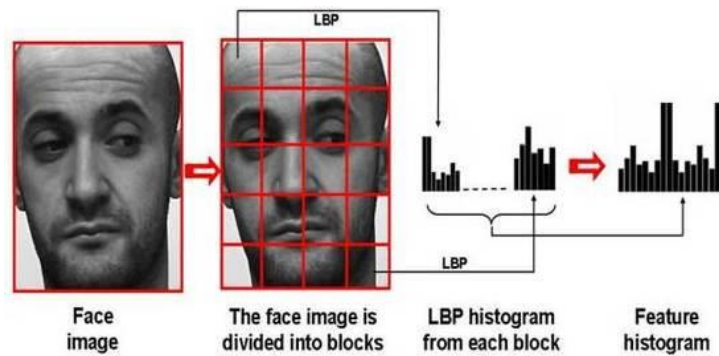 LBP
LBP
Face
image
The face image is
divided into blocks
LBP histogram
from each block
Feature
histogram